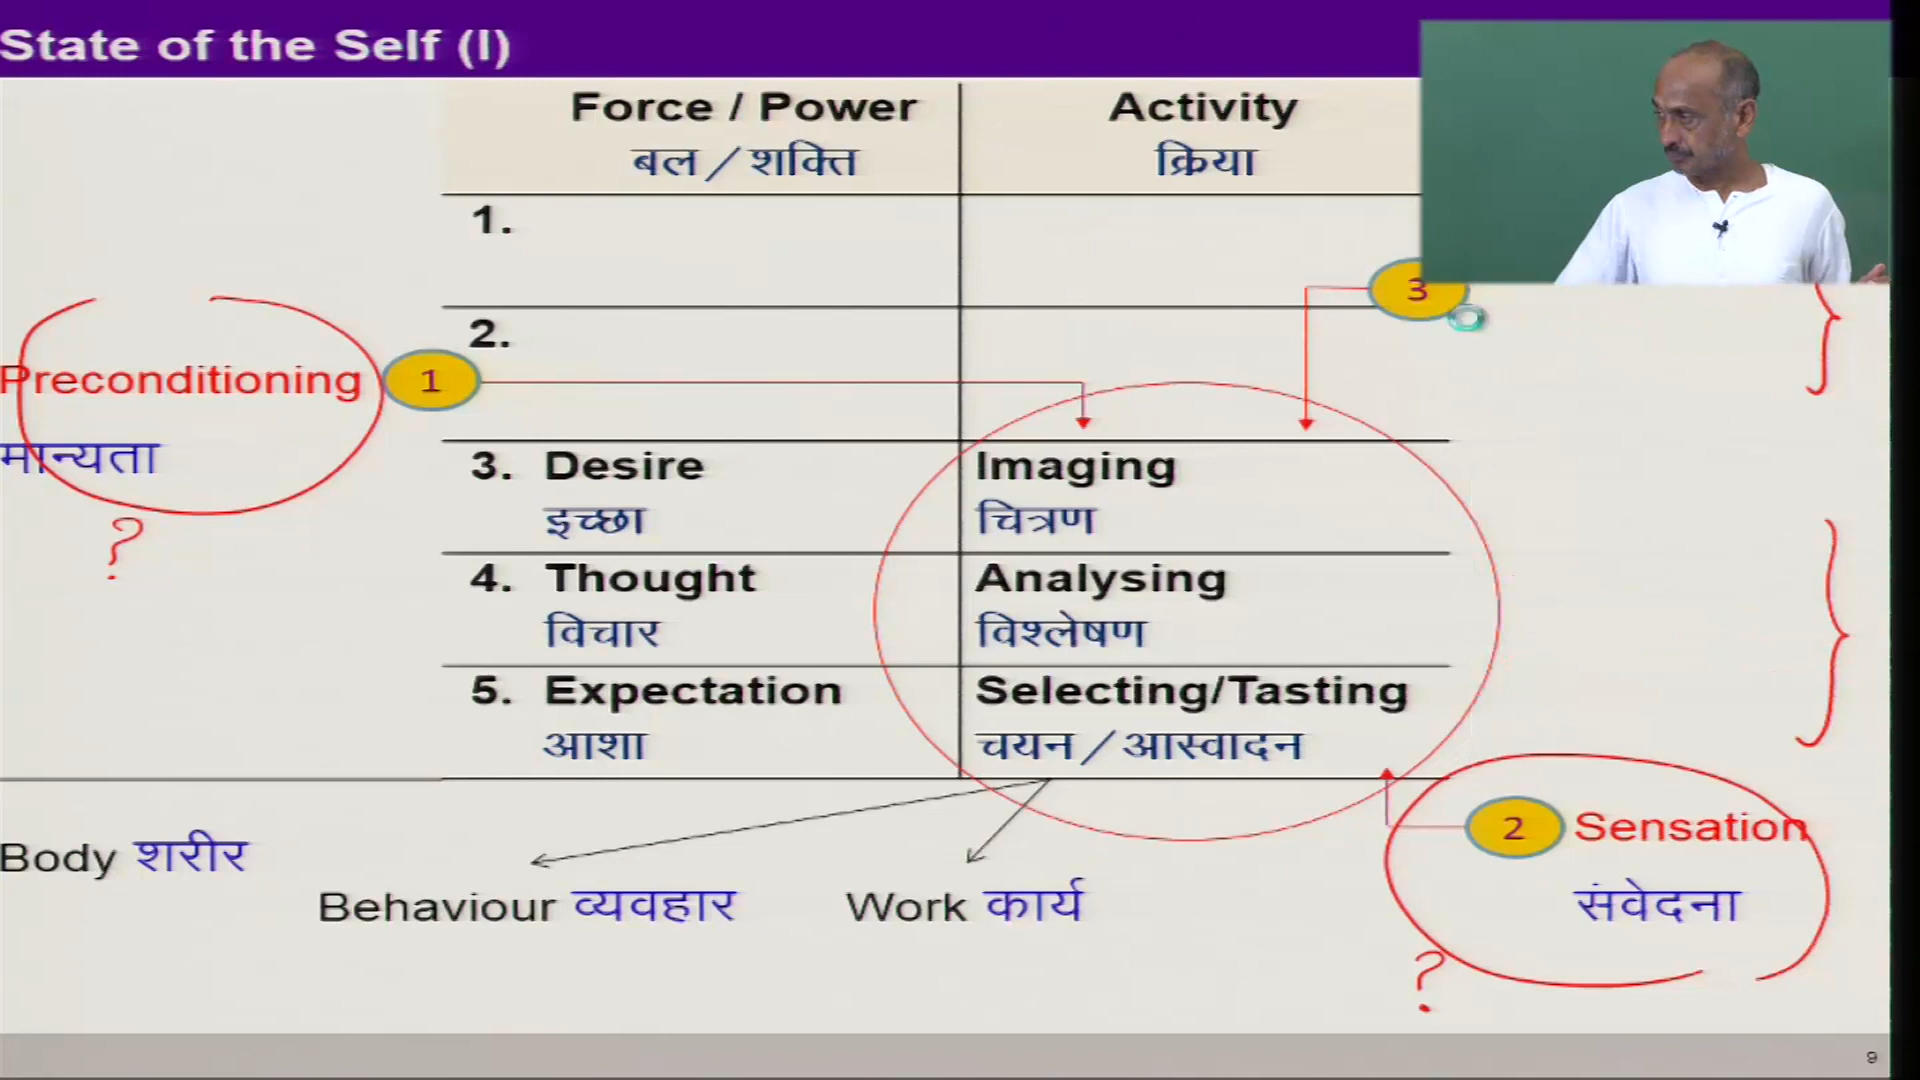 State of the Self (I)
Force / Power Activity
बल / शक्ति क्रिया
1.
3
2.
Preconditioning 1
मान्यता
?
3. Desire Imaging
इच्छा चित्रण
4. Thought Analysing
विचार विश्लेषण
5. Expectation Selecting/Tasting
आशा चयन / आस्वादन
2 Sensation
संवेदना
Body शरीर
Behaviour व्यवहार Work कार्य
?
9